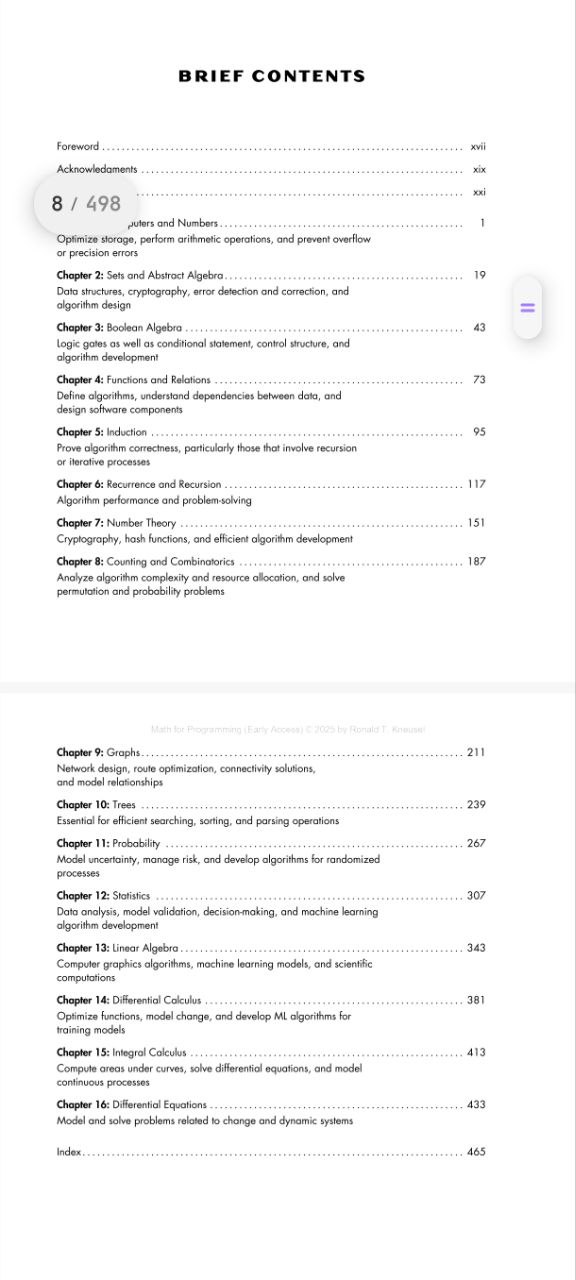 BRIEF CONTENTS
Foreword ........ xvii
Acknowledgments ........ xix
8 / 498
........ xxi
and Numbers ........ 1
Optimize storage, perform arithmetic operations, and prevent overflow
or precision errors
Chapter 2: Sets and Abstract Algebra ........ 19
Data structures, cryptography, error detection and correction, and
algorithm design
Chapter 3: Boolean Algebra ........ 43
Logic gates as well as conditional statement, control structure, and
algorithm development
Chapter 4: Functions and Relations ........ 73
Define algorithms, understand dependencies between data, and
design software components
Chapter 5: Induction ........ 95
Prove algorithm correctness, particularly those that involve recursion
or iterative processes
Chapter 6: Recurrence and Recursion ........ 117
Algorithm performance and problem-solving
Chapter 7: Number Theory ........ 151
Cryptography, hash functions, and efficient algorithm development
Chapter 8: Counting and Combinatorics ........ 187
Analyze algorithm complexity and resource allocation, and solve
permutation and probability problems
Math for Programming (Early Access) © 2025 by Ronald T. Kneusel
Chapter 9: Graphs ........ 211
Network design, route optimization, connectivity solutions,
and model relationships
Chapter 10: Trees ........ 239
Essential for efficient searching, sorting, and parsing operations
Chapter 11: Probability ........ 267
Model uncertainty, manage risk, and develop algorithms for randomized
processes
Chapter 12: Statistics ........ 307
Data analysis, model validation, decision-making, and machine learning
algorithm development
Chapter 13: Linear Algebra ........ 343
Computer graphics algorithms, machine learning models, and scientific
computations
Chapter 14: Differential Calculus ........ 381
Optimize functions, model change, and develop ML algorithms for
training models
Chapter 15: Integral Calculus ........ 413
Compute areas under curves, solve differential equations, and model
continuous processes
Chapter 16: Differential Equations ........ 433
Model and solve problems related to change and dynamic systems
Index ........ 465